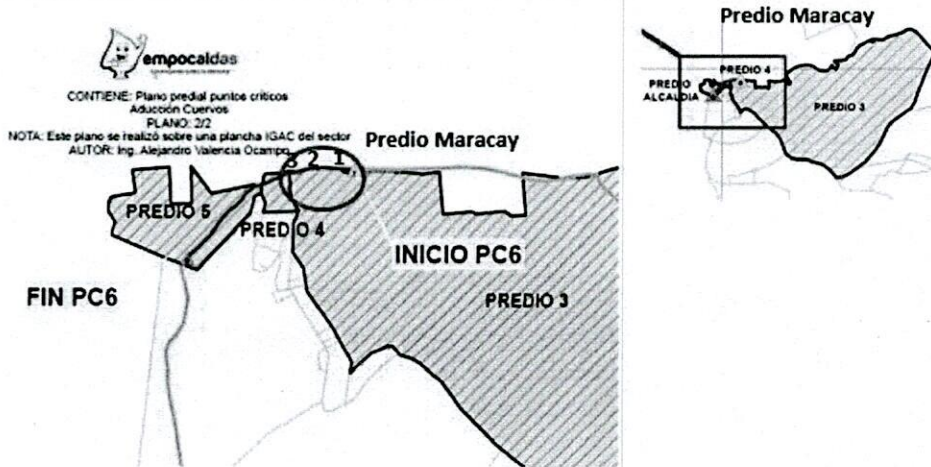 empocaldas
CONTIENE: Plano predial puntos criticos
Aducción Cuervos
PLANO: 2/2
NOTA: Este plano se realizó sobre una plancha IGAC del sector
AUTOR: Ing. Alejandro Valencia Ocampo
Predio Maracay
3 2 1
PREDIO 5
PREDIO 4
INICIO PC6
PREDIO 3
FIN PC6
Predio Maracay
PREDIO 4
PREDIO
ALCALDIA
PREDIO 3